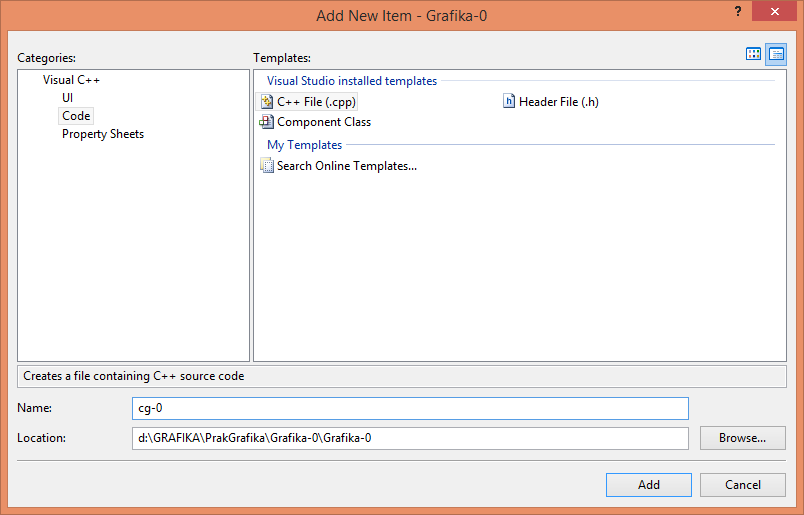 Add New Item - Grafika-0
?
Categories:
Templates:
Visual C++
UI
Code
Property Sheets
Visual Studio installed templates
C++ File (.cpp)
Header File (.h)
Component Class
My Templates
Search Online Templates...
Creates a file containing C++ source code
Name:
cg-0
Location:
d:\GRAFIKA\PrakGrafika\Grafika-0\Grafika-0
Browse...
Add
Cancel